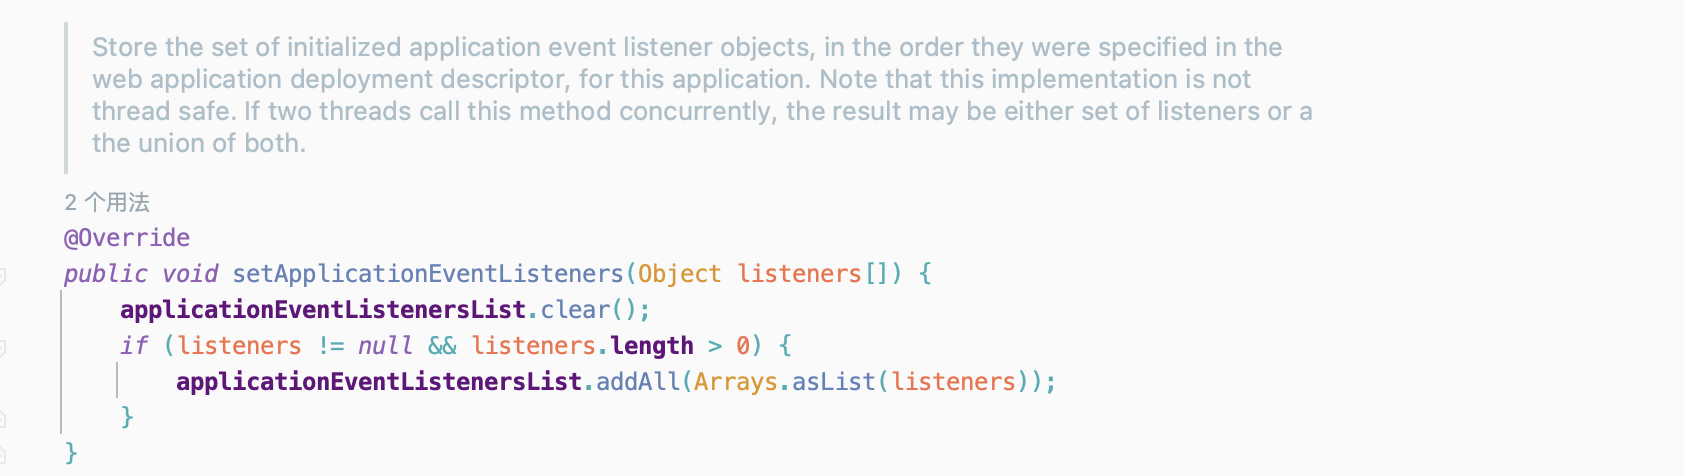 Store the set of initialized application event listener objects, in the order they were specified in the
web application deployment descriptor, for this application. Note that this implementation is not
thread safe. If two threads call this method concurrently, the result may be either set of listeners or a
the union of both.
2 个用法
@Override
public void setApplicationEventListeners(Object listeners[]) {
    applicationEventListenersList.clear();
    if (listeners != null && listeners.length > 0) {
        applicationEventListenersList.addAll(Arrays.asList(listeners));
    }
}